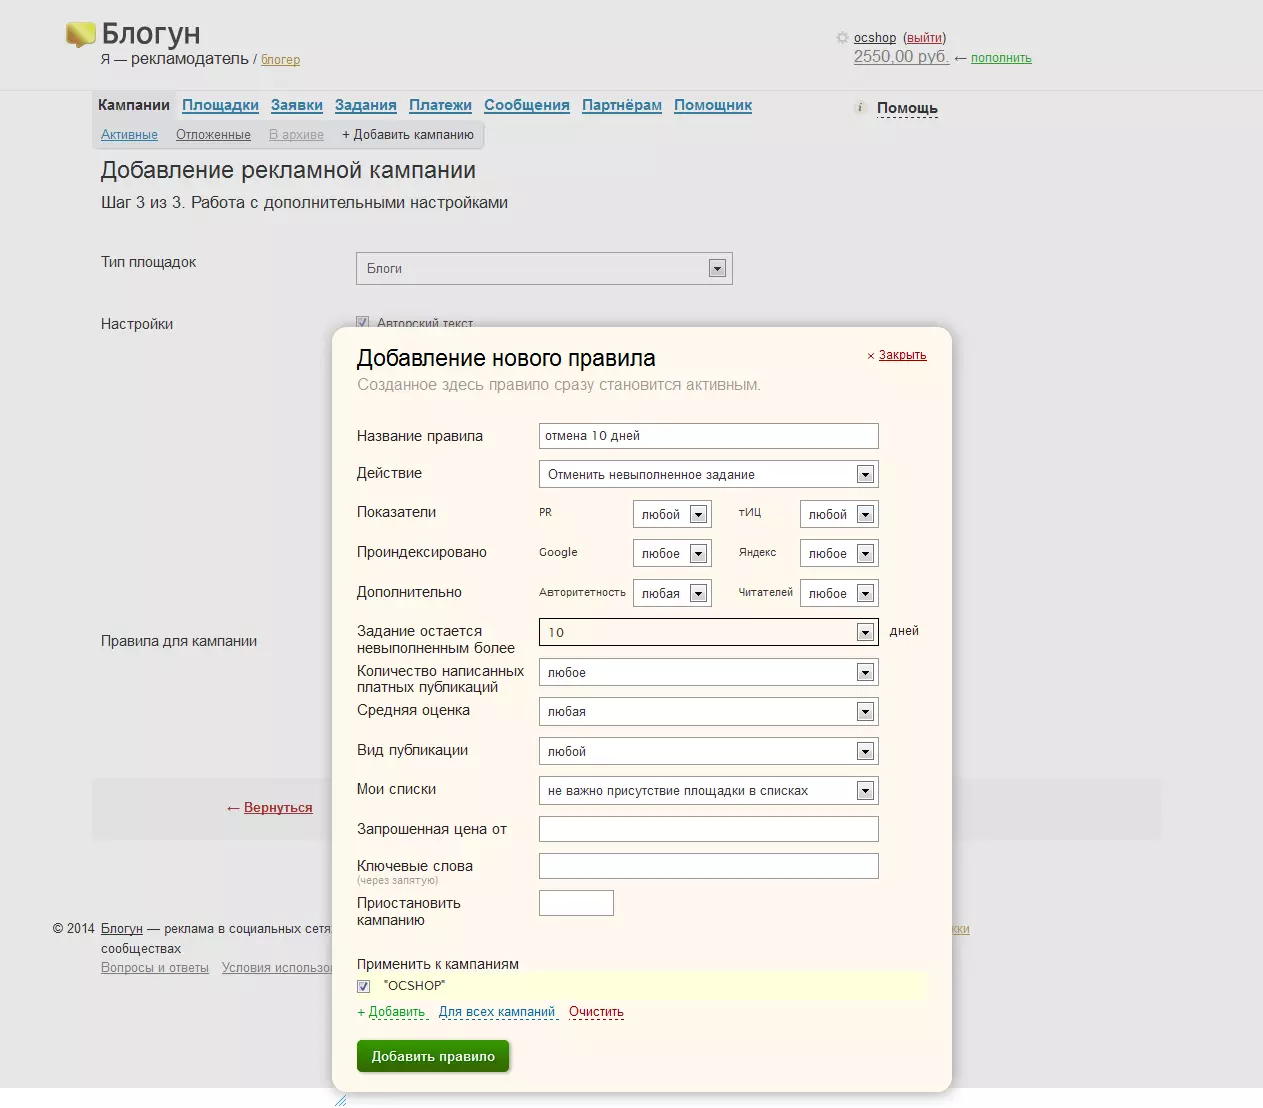 Блогун
Я — рекламодатель / блогер
ocshop (выйти)
2550,00 руб. ← пополнить
Кампании Площадки Заявки Задания Платежи Сообщения Партнёрам Помощник
i Помощь
Активные Отложенные В архиве + Добавить кампанию
Добавление рекламной кампании
Шаг 3 из 3. Работа с дополнительными настройками
Тип площадок Блоги
Настройки Авторский текст
Добавление нового правила
× Закрыть
Созданное здесь правило сразу становится активным.
Название правила отмена 10 дней
Действие Отменить невыполненное задание
Показатели PR любой тИЦ любой
Проиндексировано Google любое Яндекс любое
Дополнительно Авторитетность любая Читателей любое
Задание остается
невыполненным более 10 дней
Правила для кампании
Количество написанных
платных публикаций любое
Средняя оценка любая
Вид публикации любой
Мои списки не важно присутствие площадки в списках
← Вернуться
Запрошенная цена от
Ключевые слова
(через запятую)
Приостановить
кампанию
© 2014 Блогун — реклама в социальных сетях
сообществах
Вопросы и ответы Условия использо
жки
Применить к кампаниям
"OCSHOP"
+ Добавить Для всех кампаний Очистить
Добавить правило